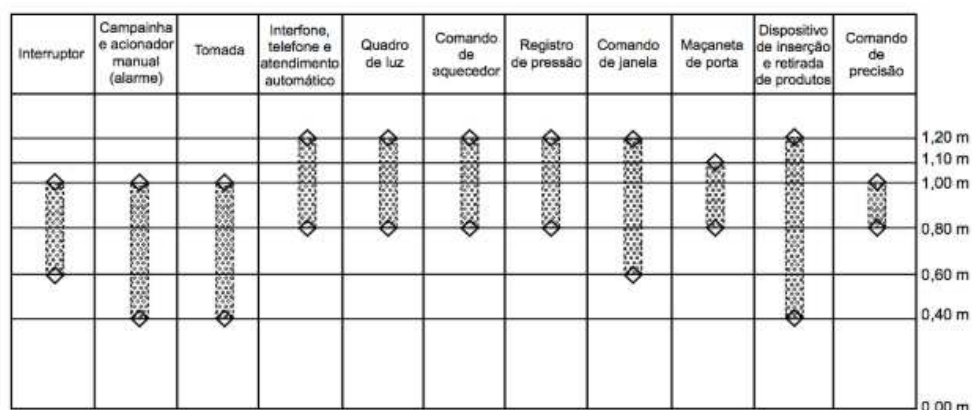 Interruptor
Campainha
e acionador
manual
(alarme)
Tomada
Interfone,
telefone e
atendimento
automático
Quadro
de luz
Comando
de
aquecedor
Registro
de pressão
Comando
de janela
Maçaneta
de porta
Dispositivo
de inserção
e retirada
de produtos
Comando
de
precisão
1,20 m
1,10 m
1,00 m
0,80 m
0,60 m
0,40 m
0,00 m